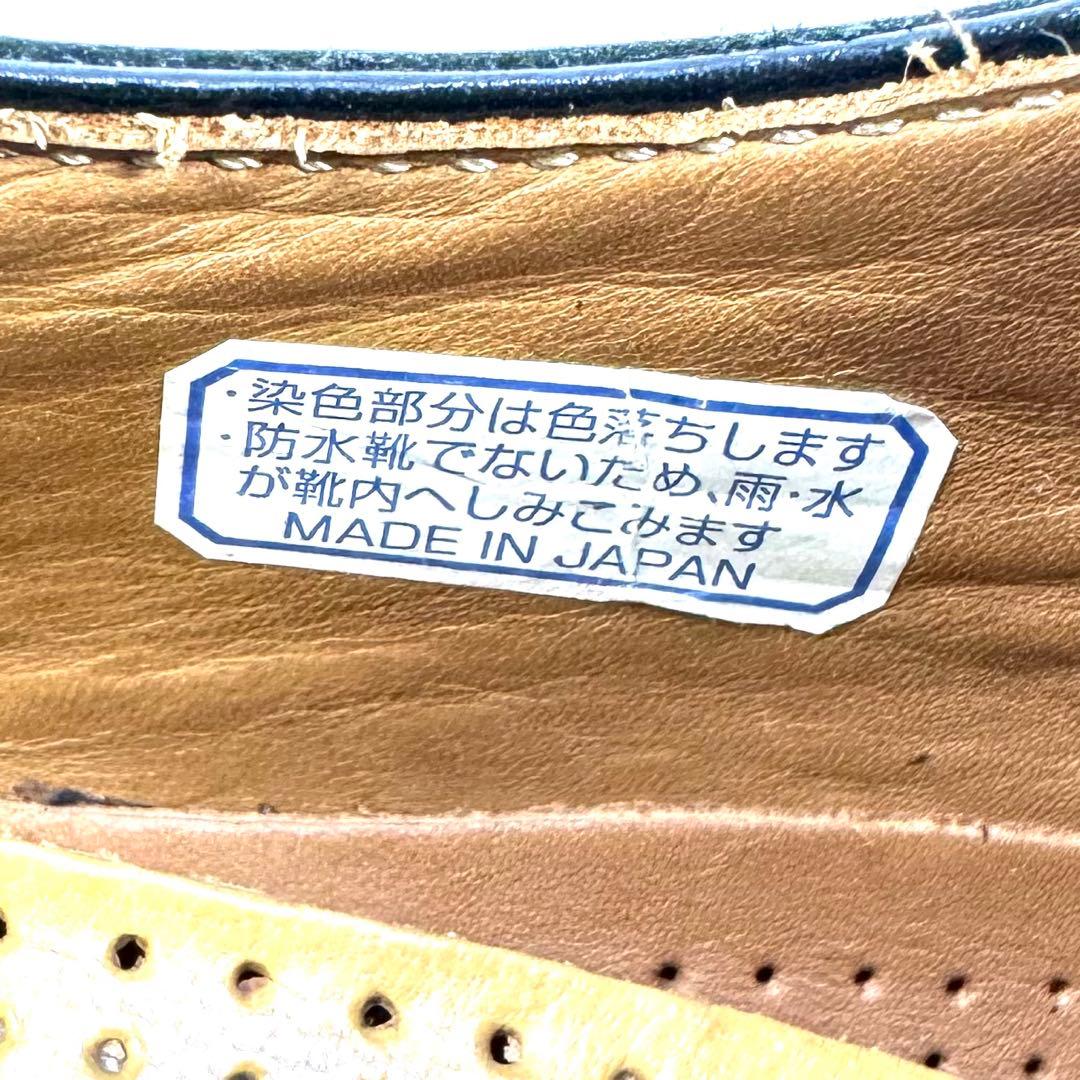 ・染色部分は色落ちします
・防水靴でないため、雨・水
が靴内へしみこみます
MADE IN JAPAN